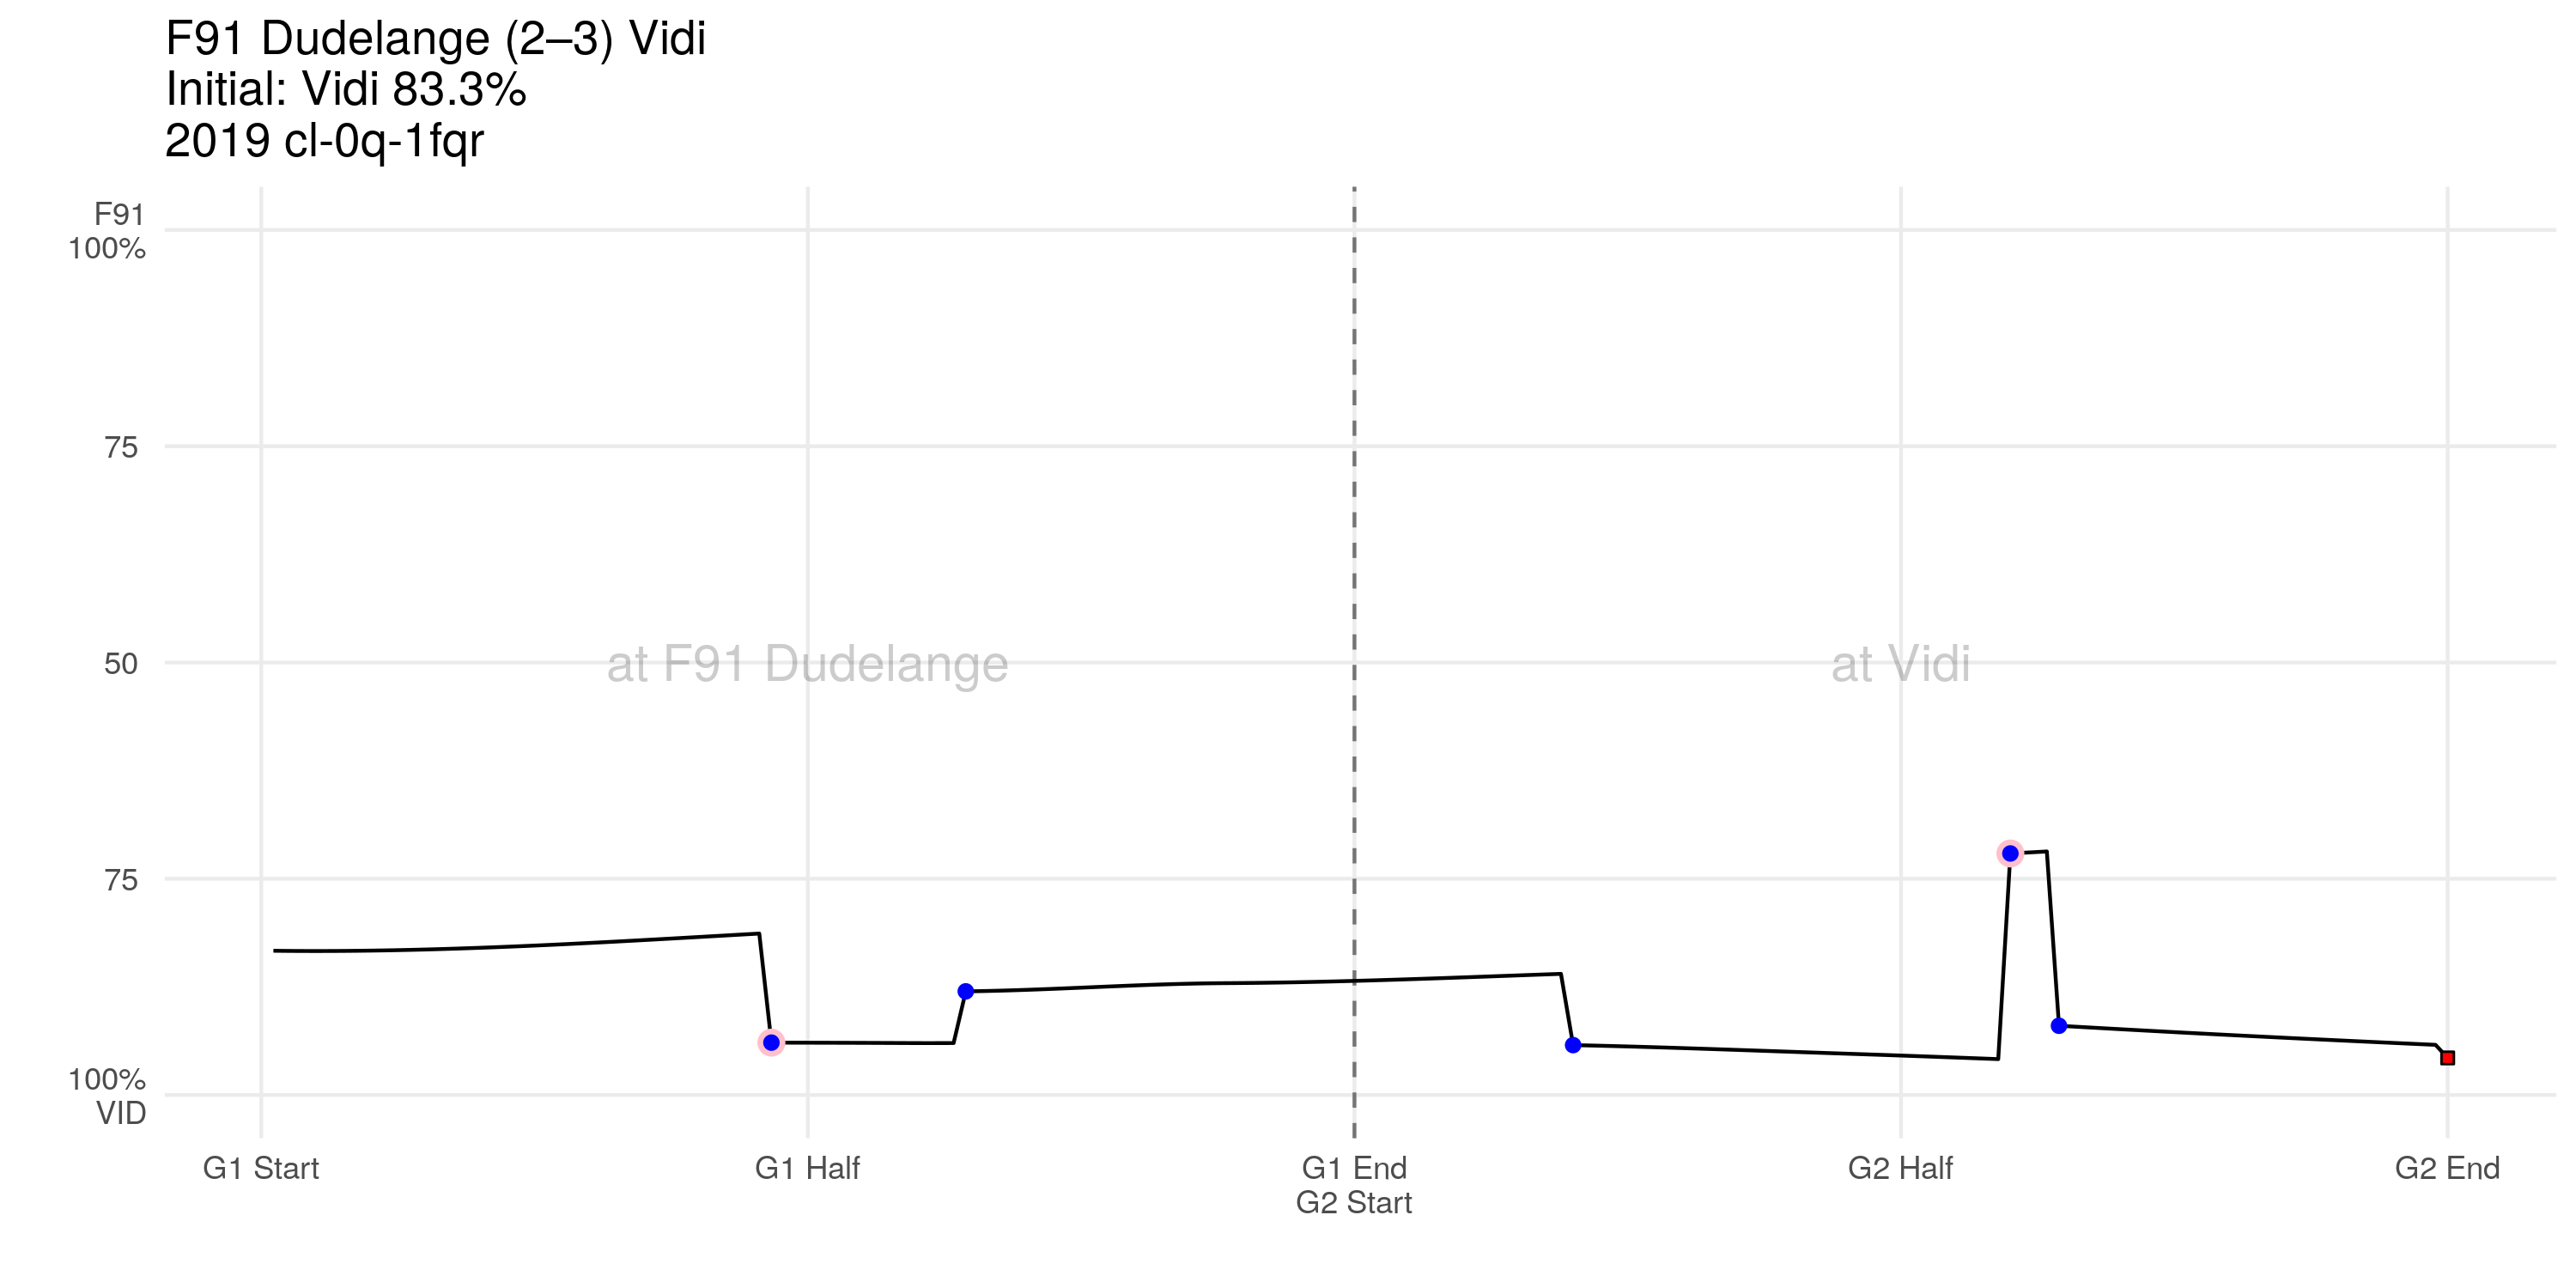 F91 Dudelange (2–3) Vidi
Initial: Vidi 83.3%
2019 cl-0q-1fqr
F91
100%
75
50
75
100%
VID
at F91 Dudelange
at Vidi
G1 Start
G1 Half
G1 End
G2 Start
G2 Half
G2 End